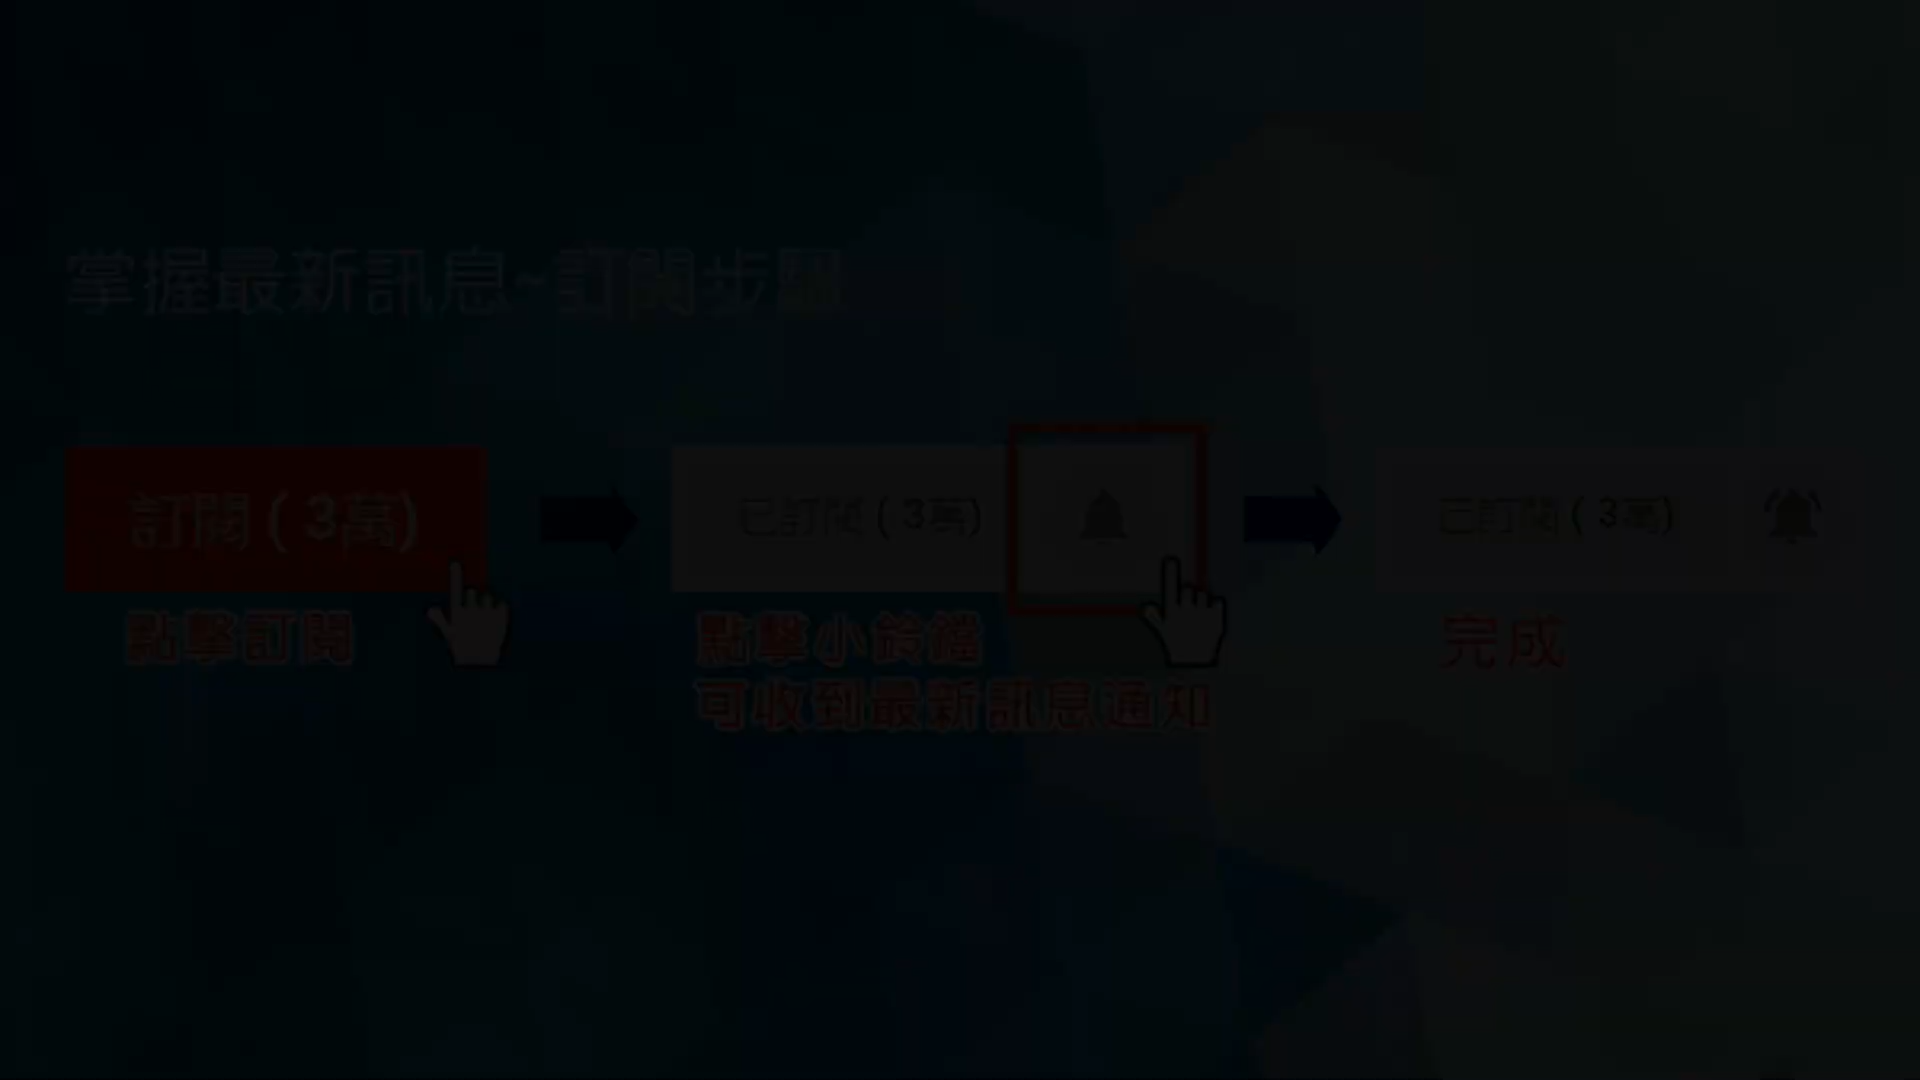 掌握最新訊息~訂閱步驟
訂閱 ( 3萬)
已訂閱 ( 3萬)
已訂閱 ( 3萬)
點擊訂閱
點擊小鈴鐺
可收到最新訊息通知
完成